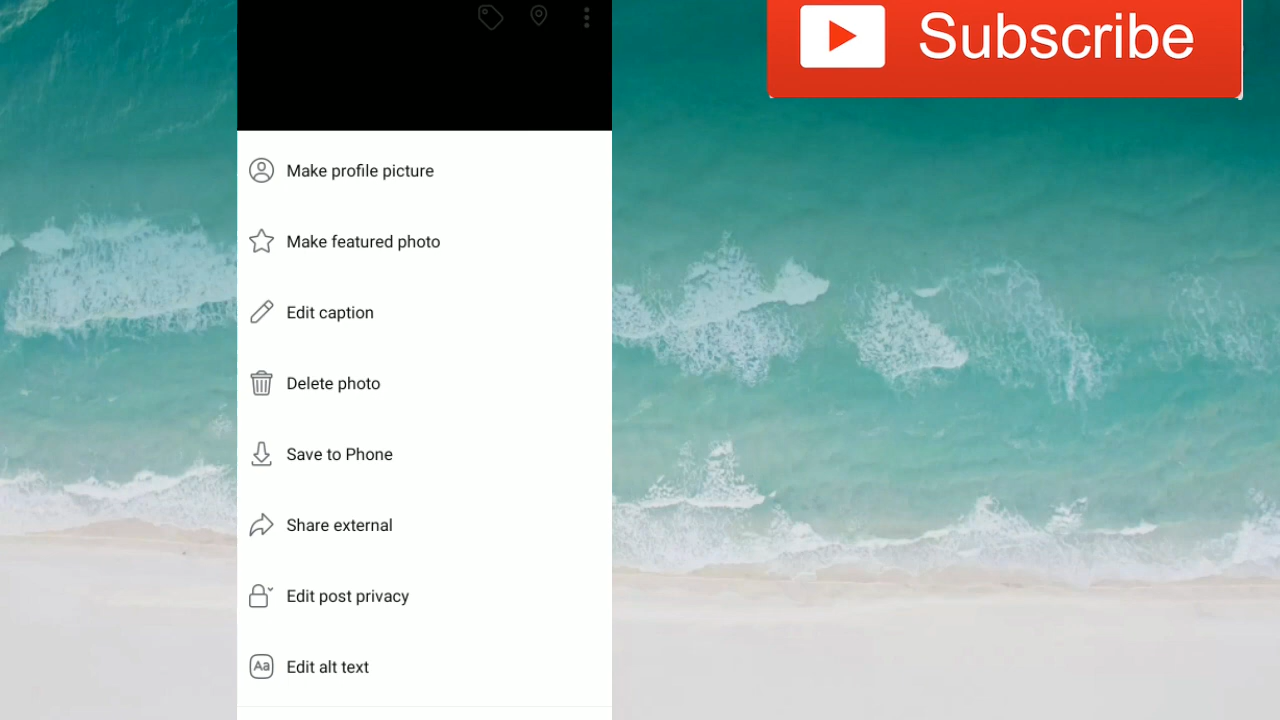 Subscribe
Make profile picture
Make featured photo
Edit caption
Delete photo
Save to Phone
Share external
Edit post privacy
Aa Edit alt text